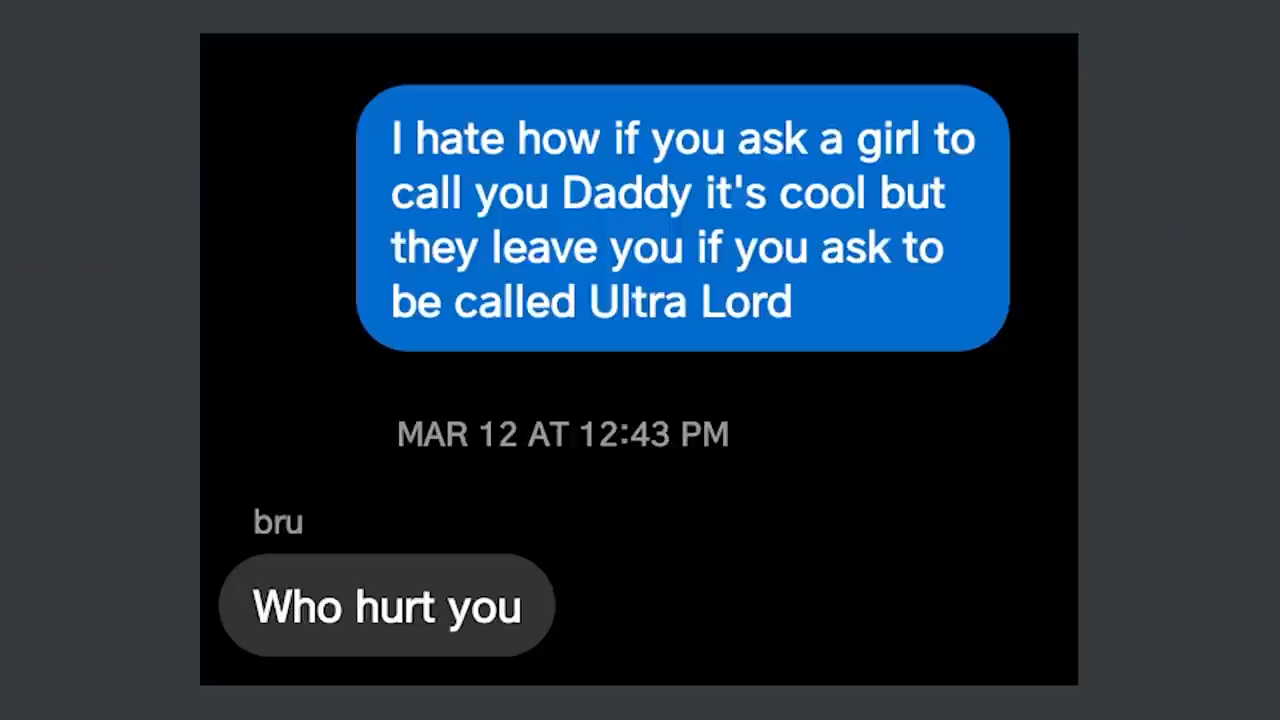 I hate how if you ask a girl to
call you Daddy it's cool but
they leave you if you ask to
be called Ultra Lord
MAR 12 AT 12:43 PM
bru
Who hurt you